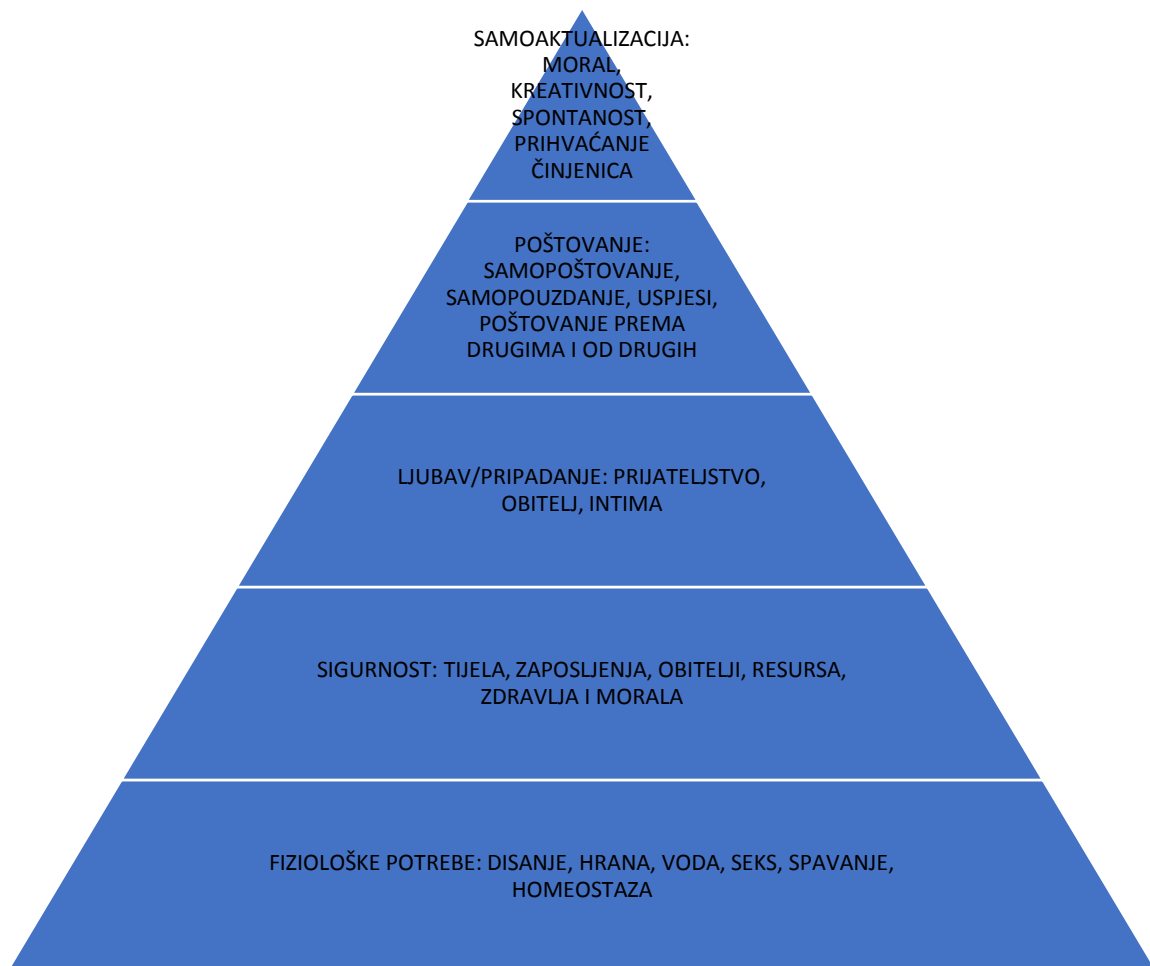 SAMOAKTUALIZACIJA:
MORAL,
KREATIVNOST,
SPONTANOST,
PRIHVAĆANJE
ČINJENICA
POŠTOVANJE:
SAMOPOŠTOVANJE,
SAMOPOUZDANJE, USPJESI,
POŠTOVANJE PREMA
DRUGIMA I OD DRUGIH
LJUBAV/PRIPADANJE: PRIJATELJSTVO,
OBITELJ, INTIMA
SIGURNOST: TIJELA, ZAPOSLJENJA, OBITELJI, RESURSA,
ZDRAVLJA I MORALA
FIZIOLOŠKE POTREBE: DISANJE, HRANA, VODA, SEKS, SPAVANJE,
HOMEOSTAZA